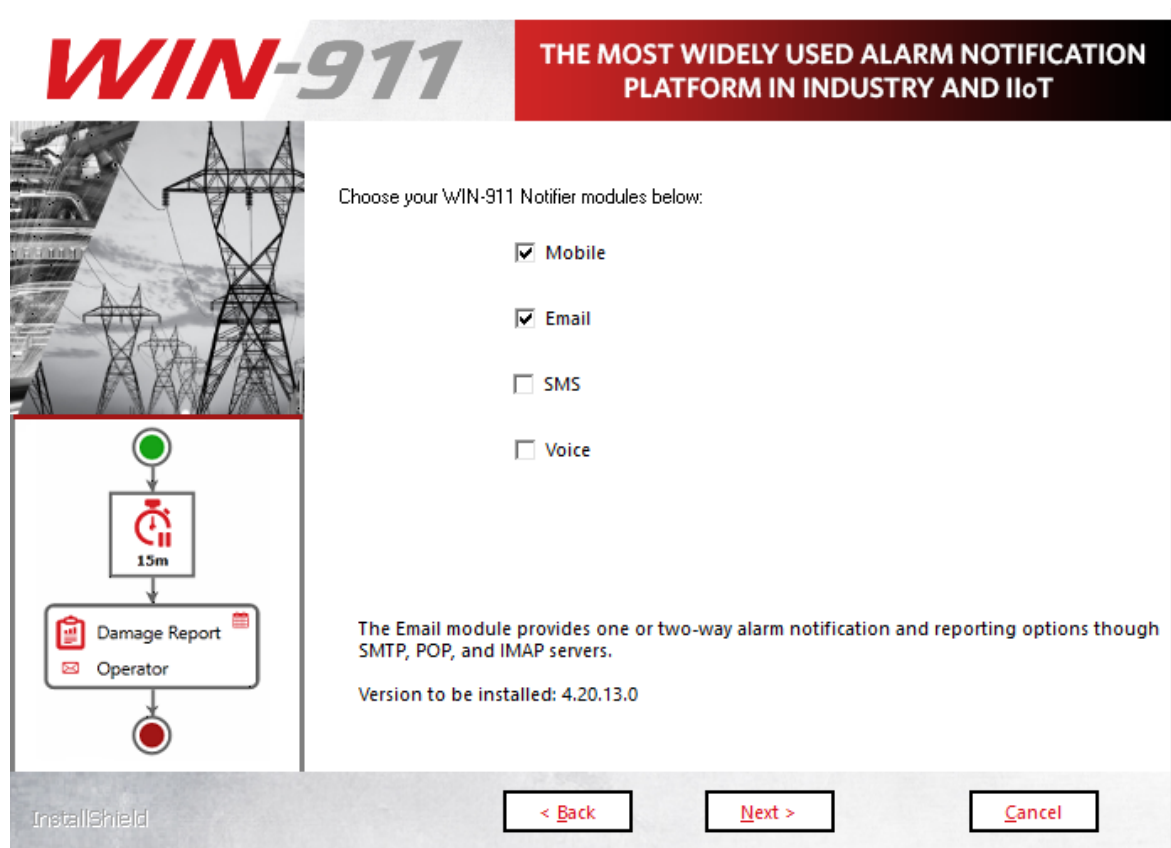 WIN-911
THE MOST WIDELY USED ALARM NOTIFICATION
PLATFORM IN INDUSTRY AND IIoT
Choose your WIN-911 Notifier modules below:
Mobile
Email
SMS
Voice
15m
Damage Report
Operator
The Email module provides one or two-way alarm notification and reporting options though
SMTP, POP, and IMAP servers.
Version to be installed: 4.20.13.0
InstallShield
< Back
Next >
Cancel